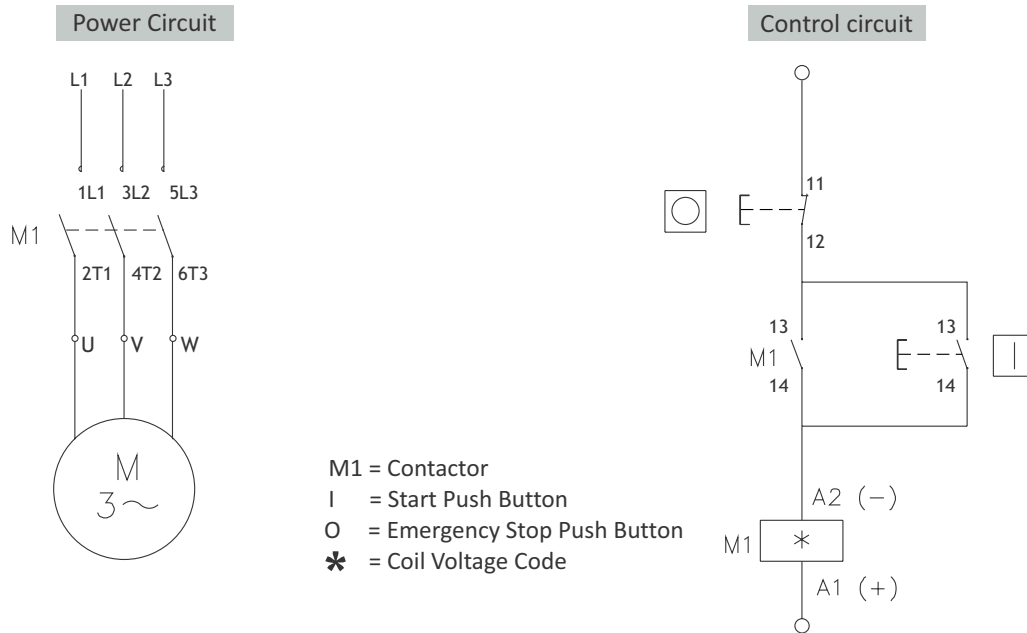 Power Circuit
L1 L2 L3
1L1 3L2 5L3
M1
2T1 4T2 6T3
U V W
M
3~
M1 = Contactor
I = Start Push Button
O = Emergency Stop Push Button
* = Coil Voltage Code
Control circuit
11
12
13 13
M1
14 14
A2 (-)
M1 *
A1 (+)